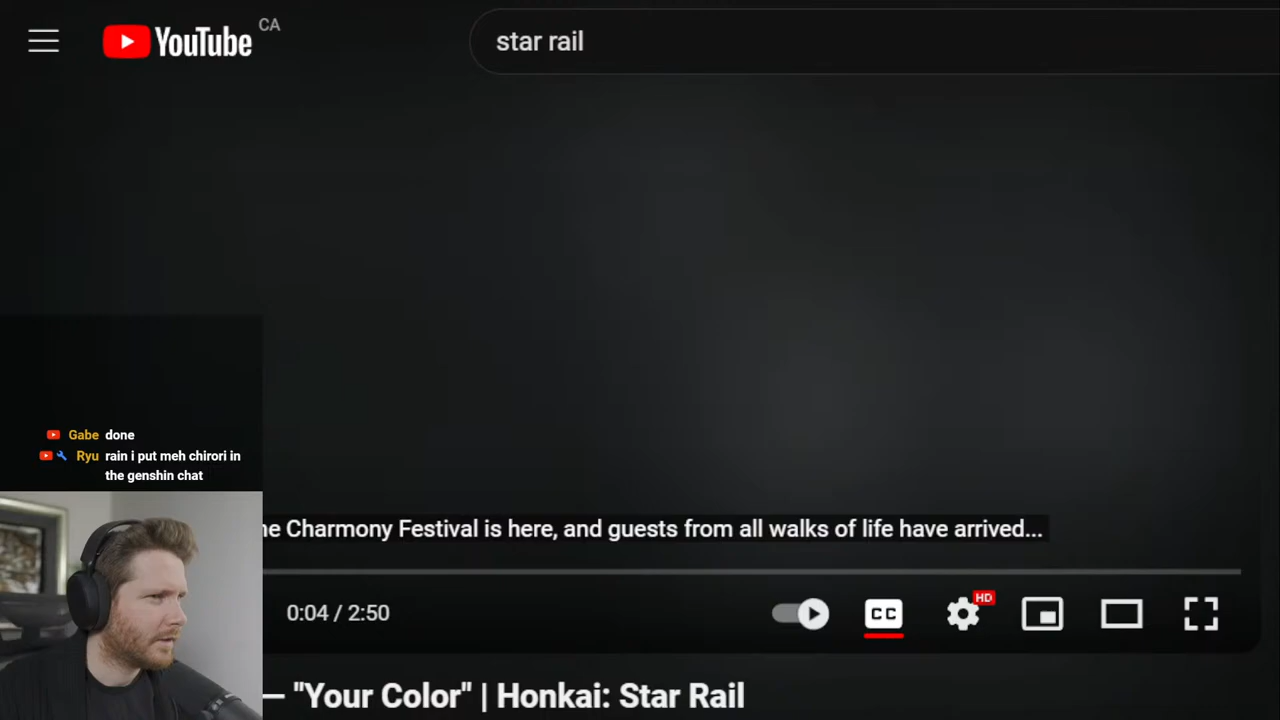 YouTube CA
star rail
Gabe done
Ryu rain i put meh chirori in
the genshin chat
Charmony Festival is here, and guests from all walks of life have arrived...
0:04 / 2:50
CC
HD
— "Your Color" | Honkai: Star Rail